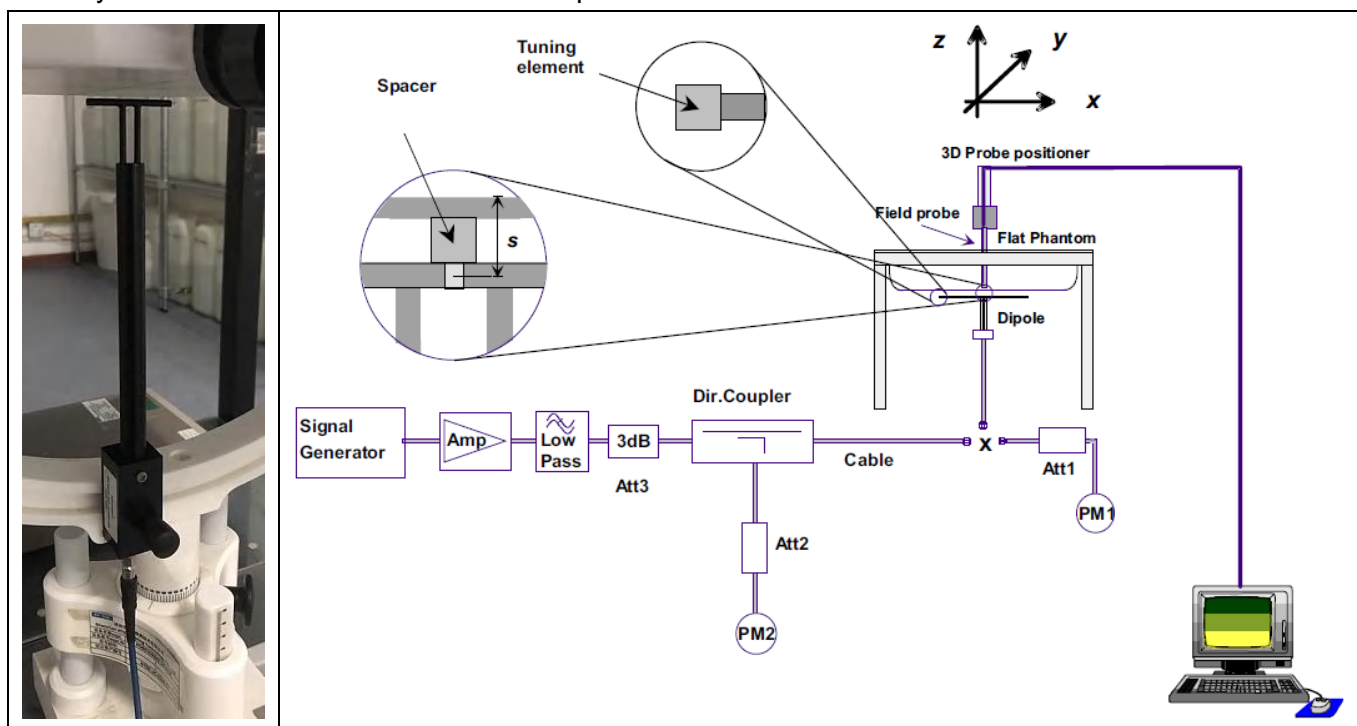 Tuning
element
Spacer
s
z
y
x
3D Probe positioner
Field probe
Flat Phantom
Dipole
Dir.Coupler
Signal
Generator
Amp
Low
Pass
3dB
Att3
Cable
x
Att1
PM1
Att2
PM2